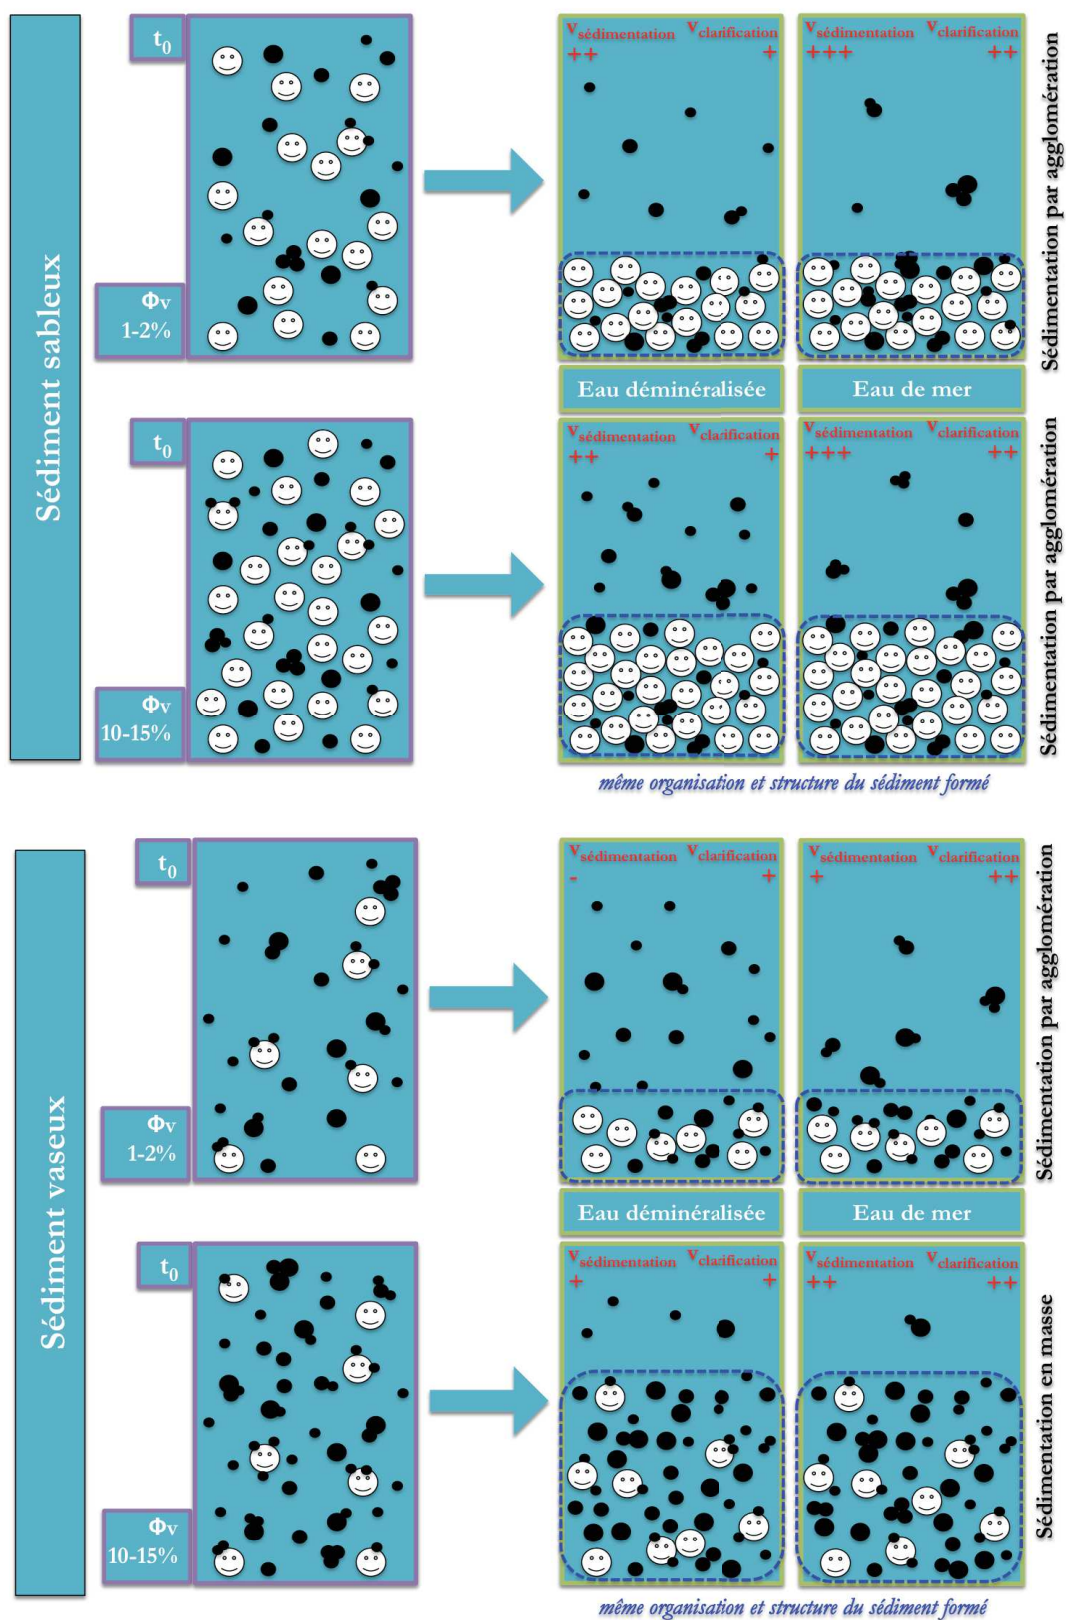 Sédiment sableux
t0
Φv
1-2%
vsédimentation
++
vclarification
+
vsédimentation
+++
vclarification
++
Sédimentation par agglomération
Eau déminéralisée
Eau de mer
t0
Φv
10-15%
vsédimentation
++
vclarification
+
vsédimentation
+++
vclarification
++
Sédimentation par agglomération
même organisation et structure du sédiment formé
Sédiment vaseux
t0
Φv
1-2%
vsédimentation
-
vclarification
+
vsédimentation
+
vclarification
++
Sédimentation par agglomération
Eau déminéralisée
Eau de mer
t0
Φv
10-15%
vsédimentation
+
vclarification
+
vsédimentation
++
vclarification
++
Sédimentation en masse
même organisation et structure du sédiment formé